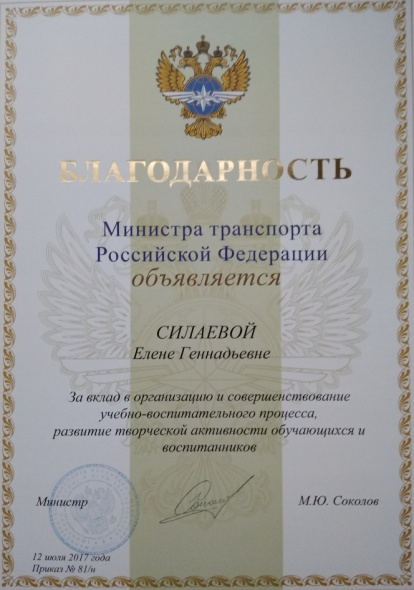 БЛАГОДАРНОСТЬ
Министра транспорта
Российской Федерации
объявляется
СИЛАЕВОЙ
Елене Геннадьевне
За вклад в организацию и совершенствование
учебно-воспитательного процесса,
развитие творческой активности обучающихся и
воспитанников
Министр М.Ю. Соколов
12 июля 2017 года
Приказ № 81/н